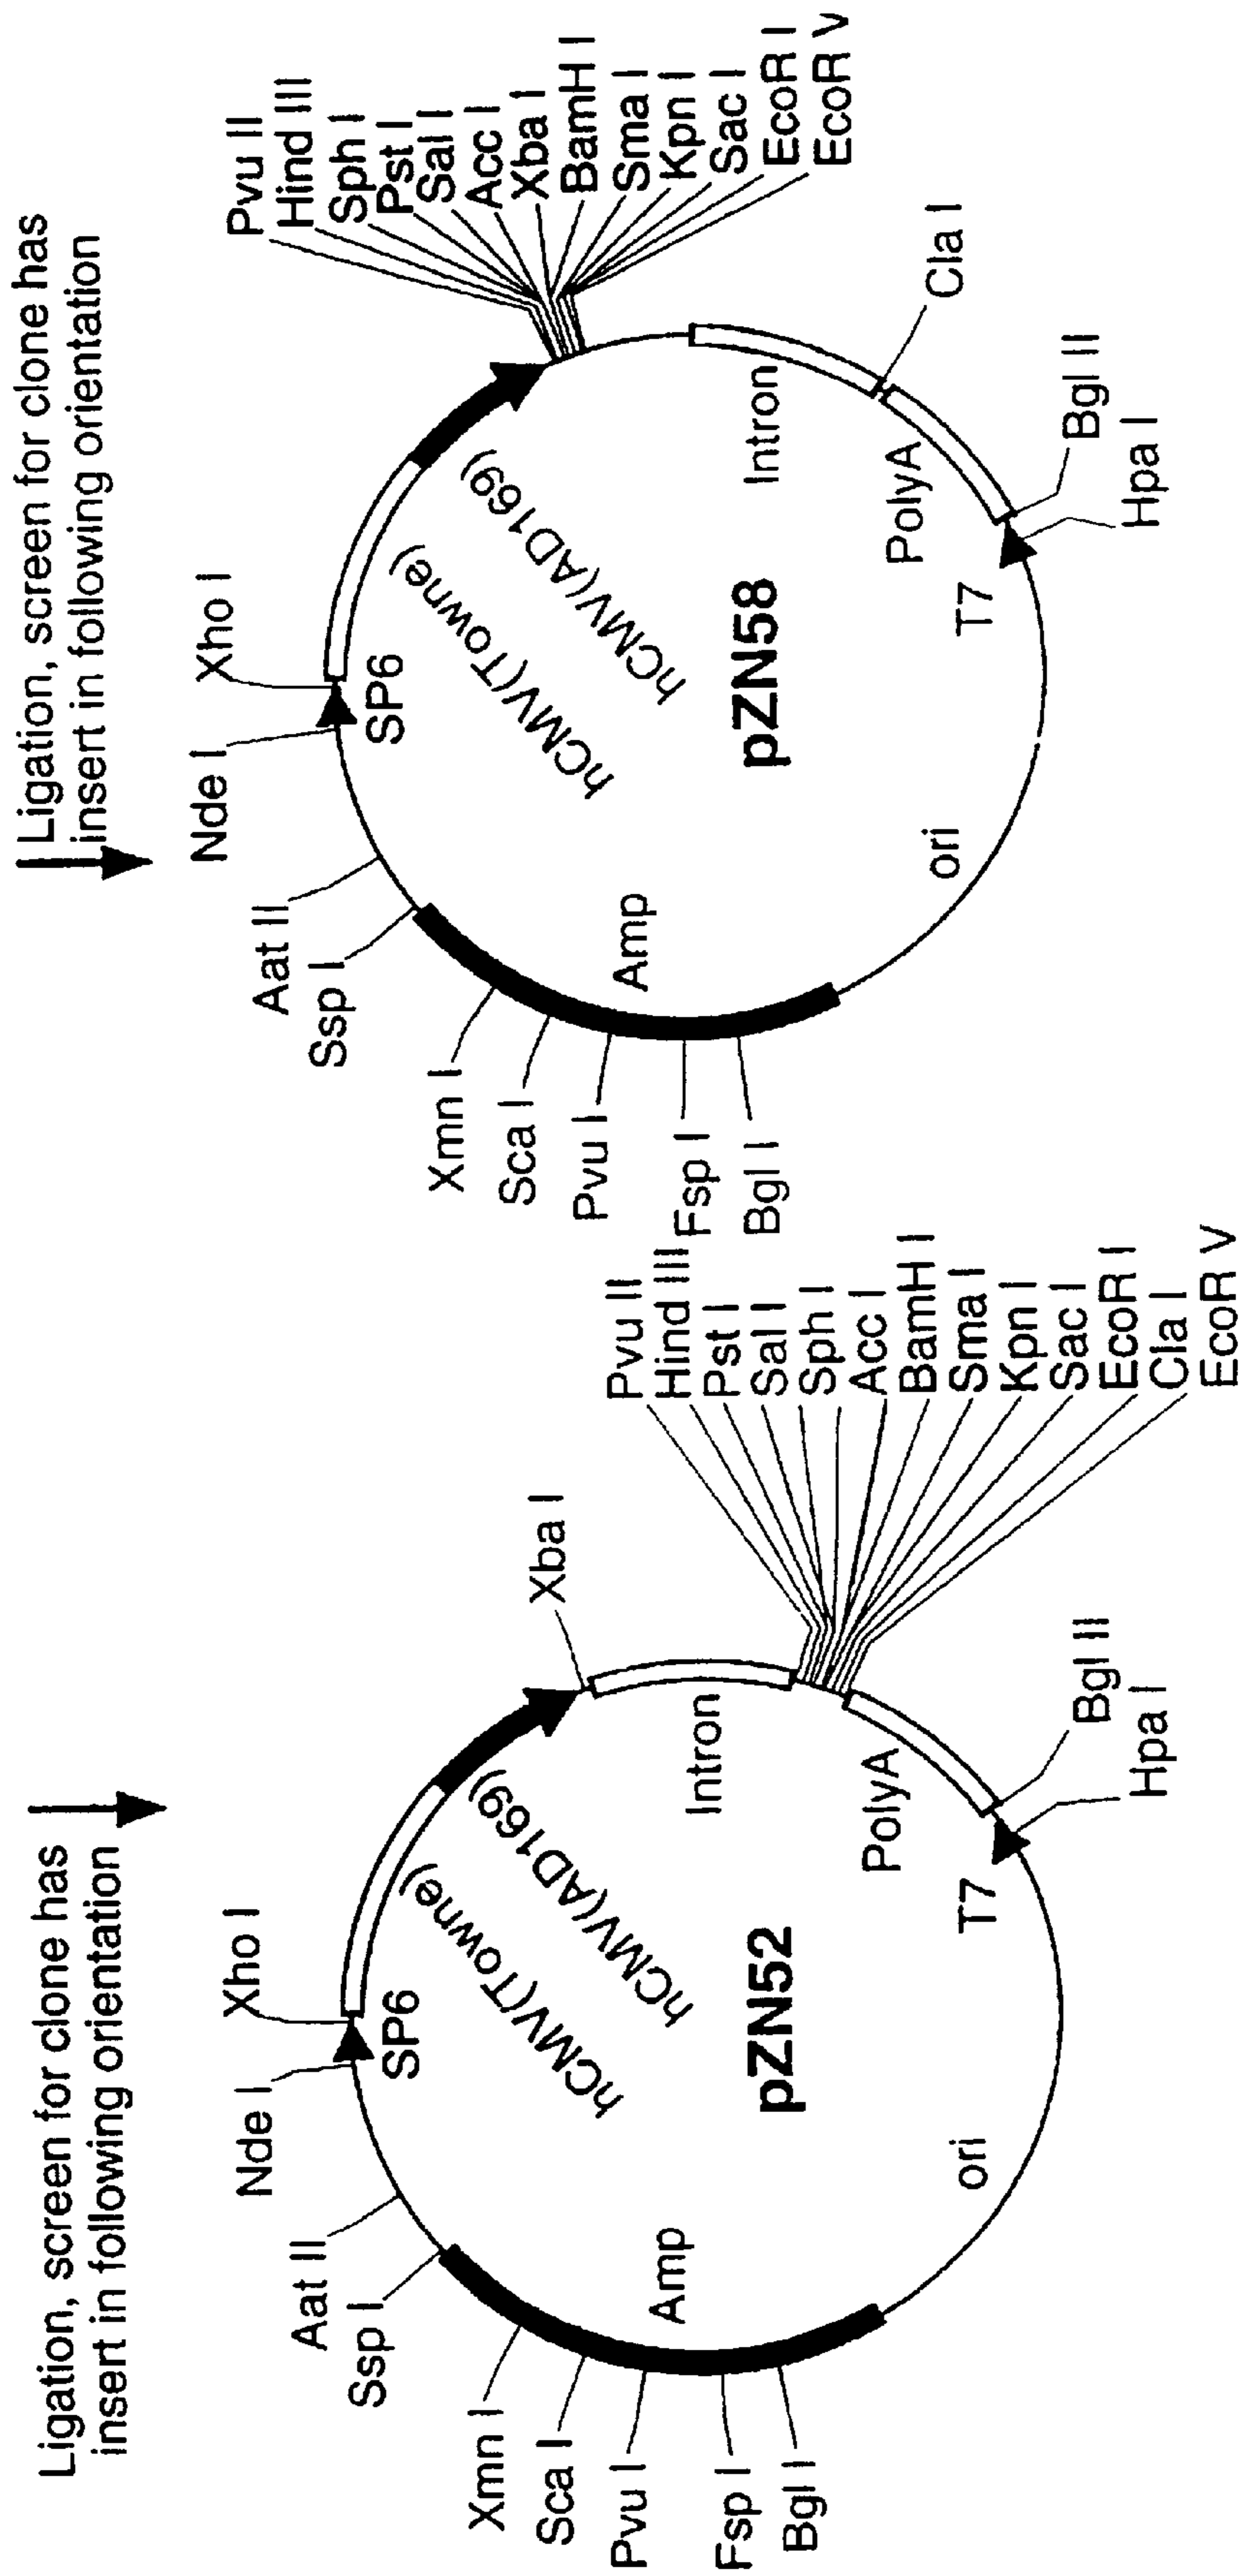 Ligation, screen for clone has
insert in following orientation
Xho I
Nde I
SP6
Aat II
Ssp I
Xmn I
Sca I
Pvu I
Fsp I
Bgl I
Amp
ori
hCMV(Towne)
hCMV(AD169)
pZN52
Xba I
Intron
Pvu II
Hind III
Pst I
Sal I
Sph I
Acc I
BamH I
Sma I
Kpn I
Sac I
EcoR I
Cla I
EcoR V
PolyA
Bgl II
Hpa I
T7
Ligation, screen for clone has
insert in following orientation
Xho I
Nde I
SP6
Aat II
Ssp I
Xmn I
Sca I
Pvu I
Fsp I
Bgl I
Amp
ori
hCMV(Towne)
hCMV(AD169)
pZN58
Pvu II
Hind III
Sph I
Pst I
Sal I
Acc I
Xba I
BamH I
Sma I
Kpn I
Sac I
EcoR I
EcoR V
Intron
Cla I
PolyA
Bgl II
Hpa I
T7